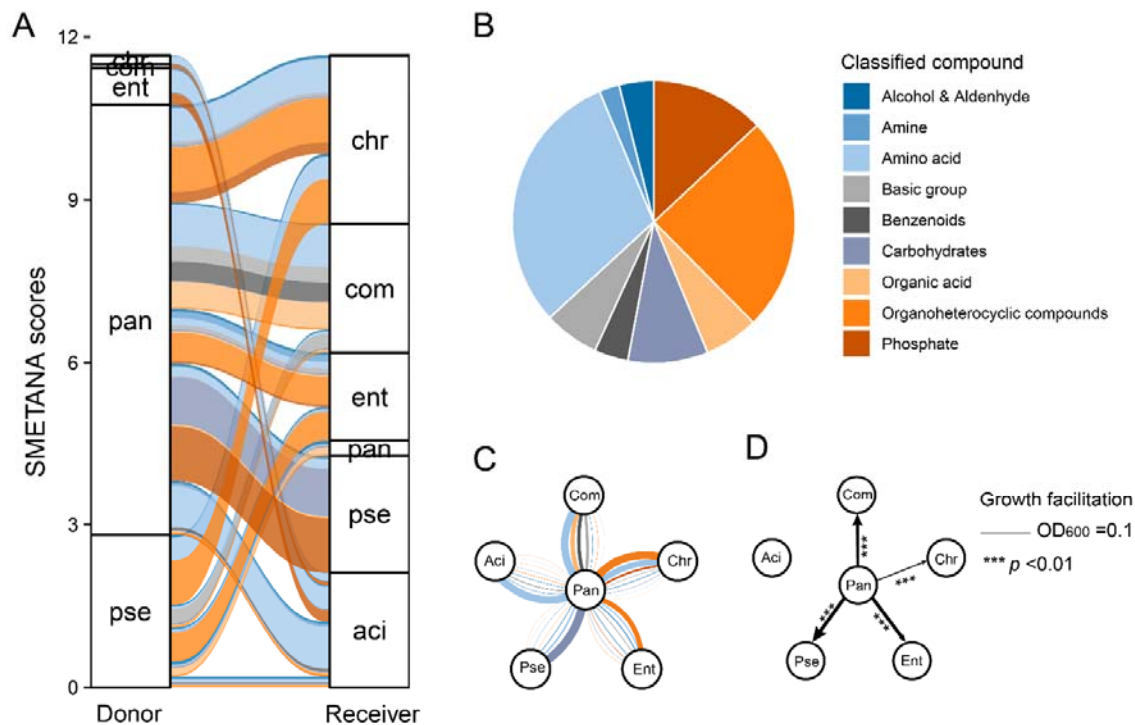 A
12
9
6
3
0
SMETANA scores
chr
com
ent
pan
pse
chr
com
ent
pan
pse
aci
Donor
Receiver
B
Classified compound
Alcohol & Aldenhyde
Amine
Amino acid
Basic group
Benzenoids
Carbohydrates
Organic acid
Organoheterocyclic compounds
Phosphate
C
Com
Aci
Chr
Pan
Pse
Ent
D
Com
Aci
Chr
Pan
Pse
Ent
***
***
***
***
Growth facilitation
OD600 =0.1
*** p <0.01